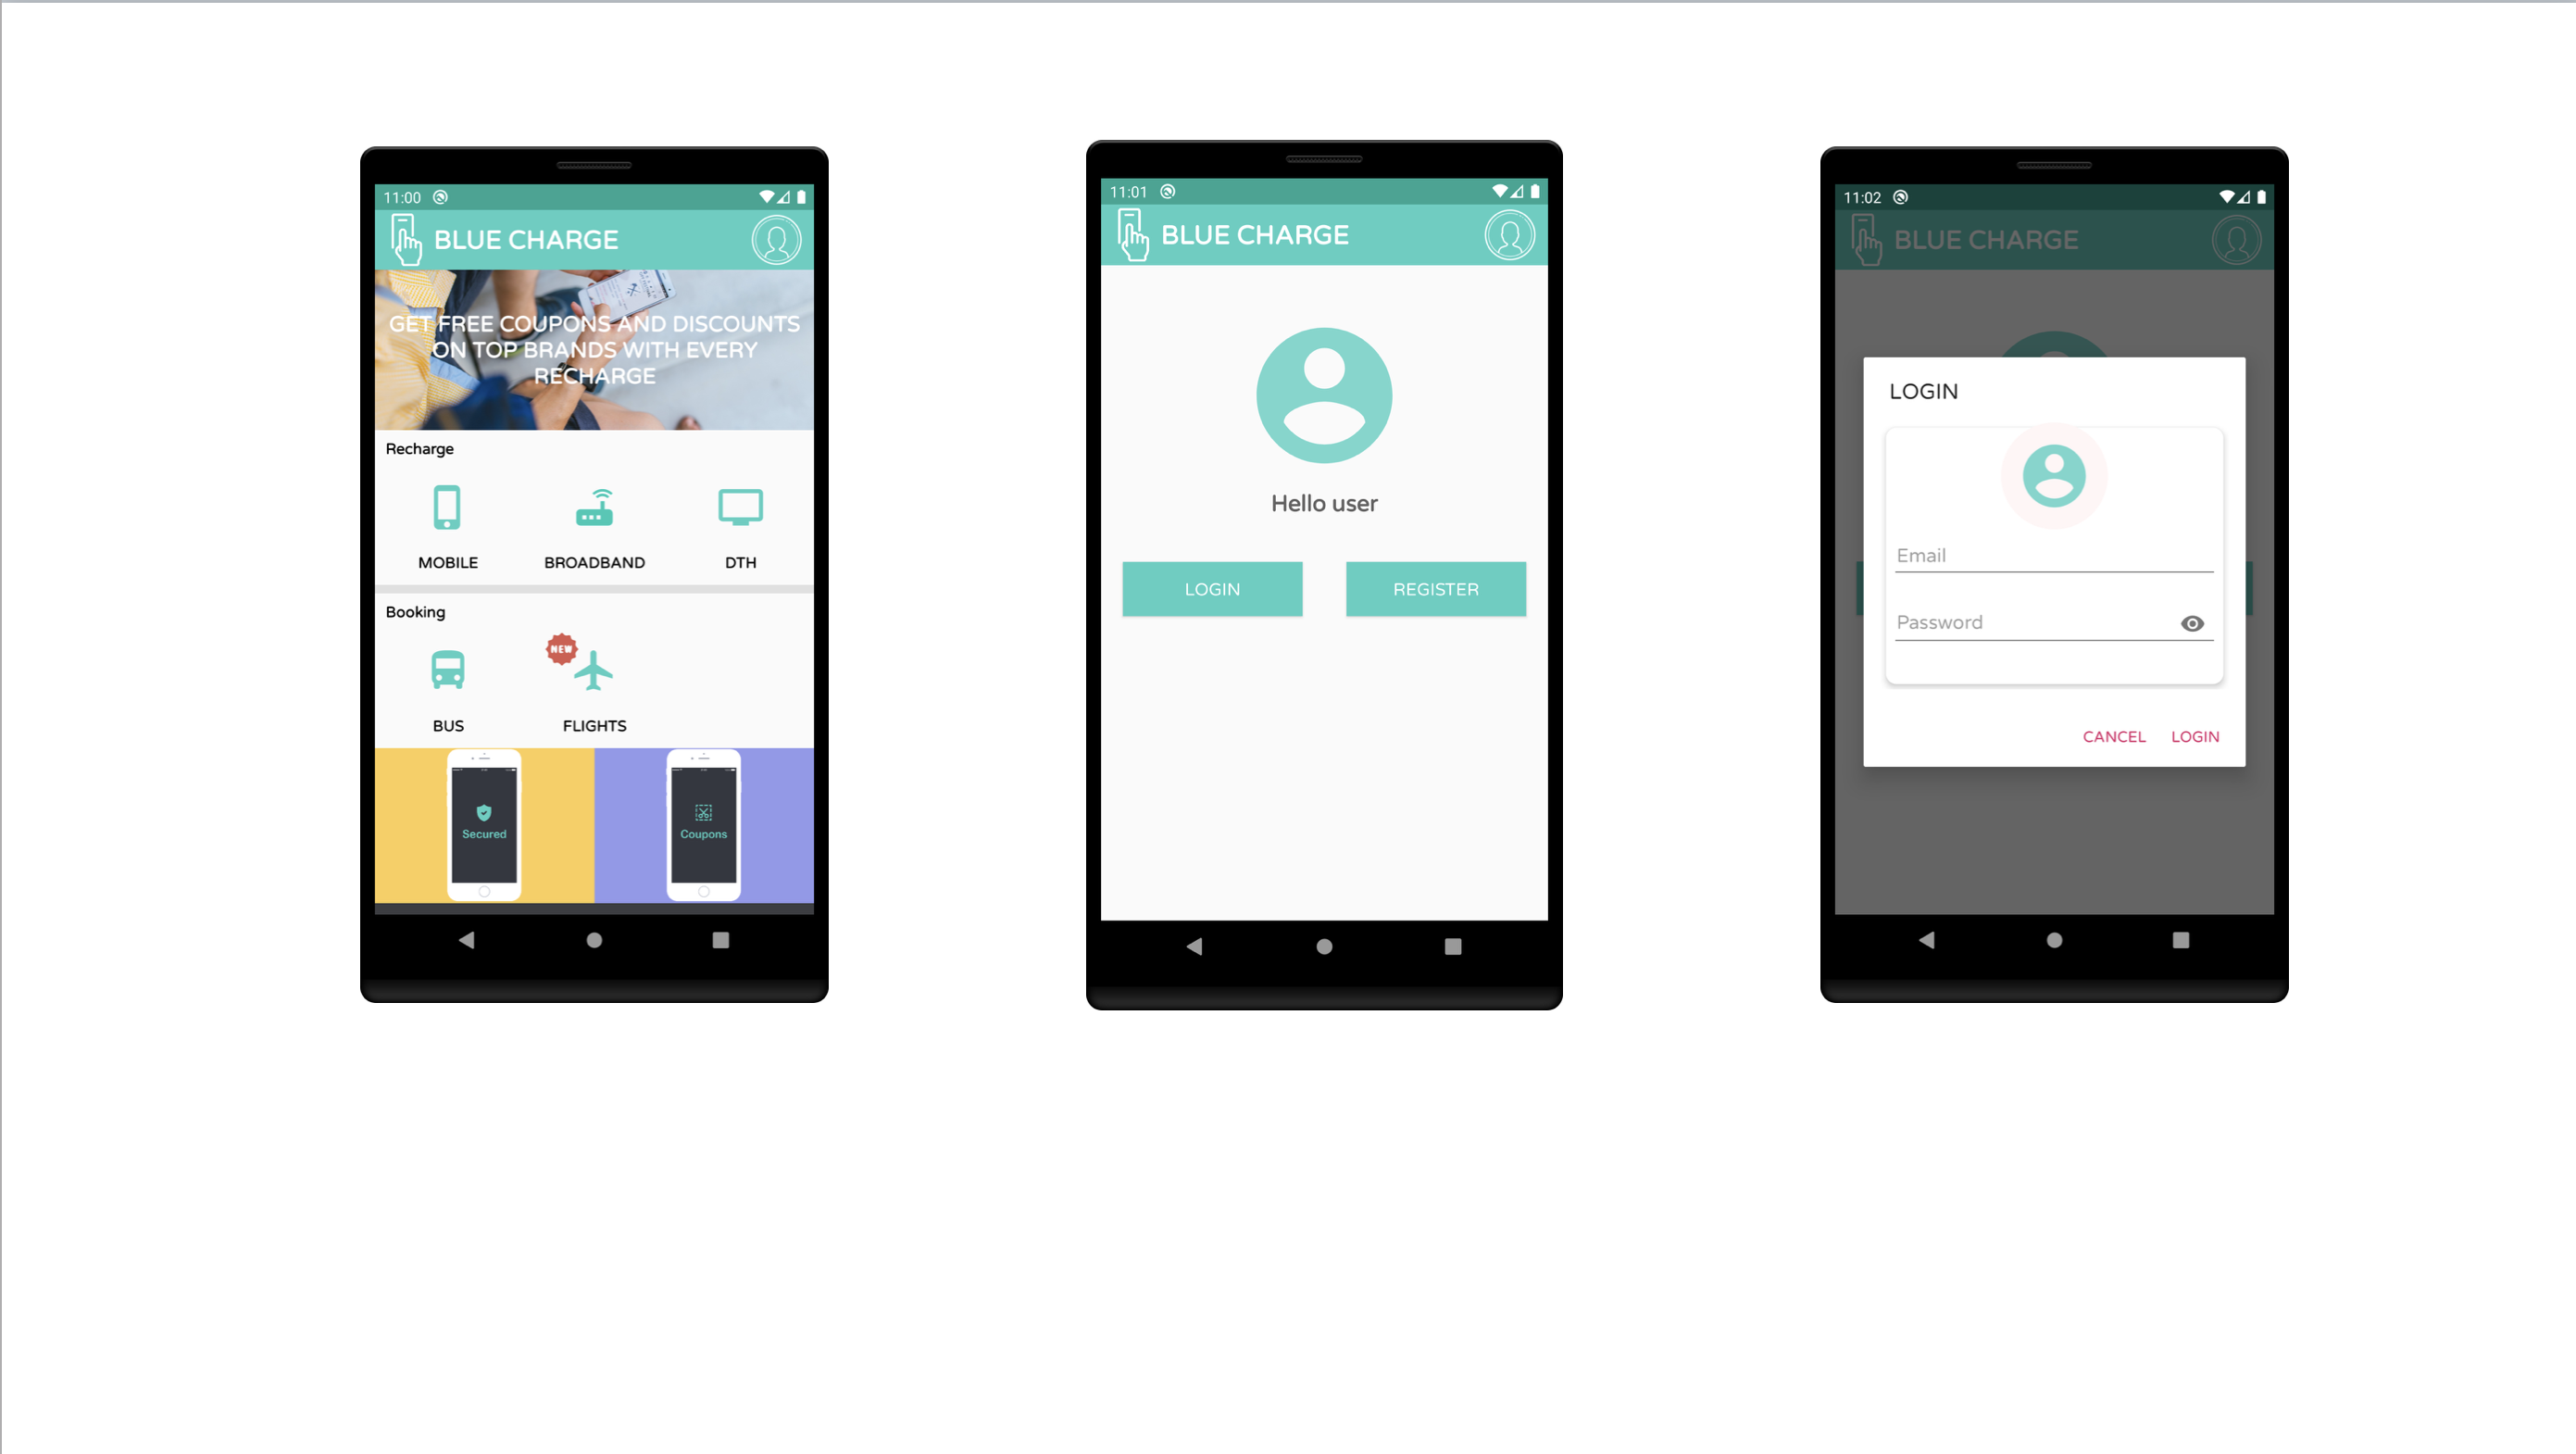 11:00
BLUE CHARGE
GET FREE COUPONS AND DISCOUNTS
ON TOP BRANDS WITH EVERY
RECHARGE
Recharge
MOBILE BROADBAND DTH
Booking
NEW
BUS FLIGHTS
Secured Coupons
11:01
BLUE CHARGE
Hello user
LOGIN REGISTER
11:02
BLUE CHARGE
LOGIN
Email
Password
CANCEL LOGIN